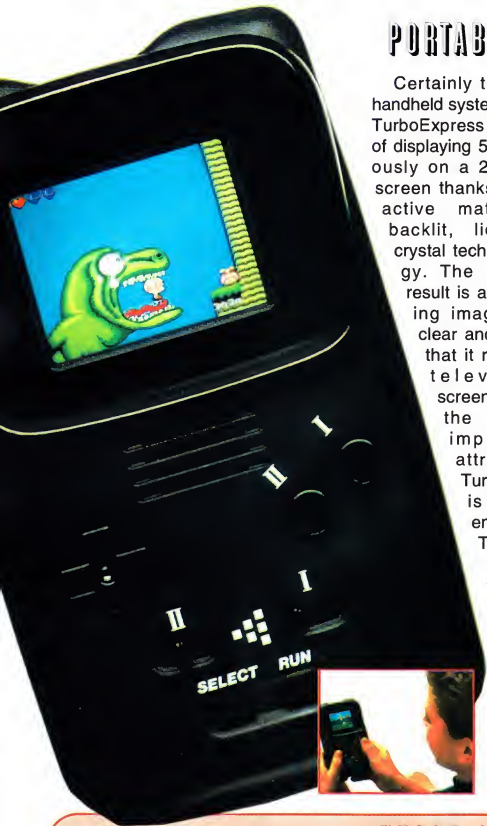 PORTAB
Certainly t
handheld syste
TurboExpress
of displaying 5
ously on a 2
screen thanks
active mat
backlit, li
crystal techn
gy. The
result is a
ing imag
clear and
that it r
telev
screen
the
imp
attr
Tur
is
en
T
I
II
II
I
SELECT RUN